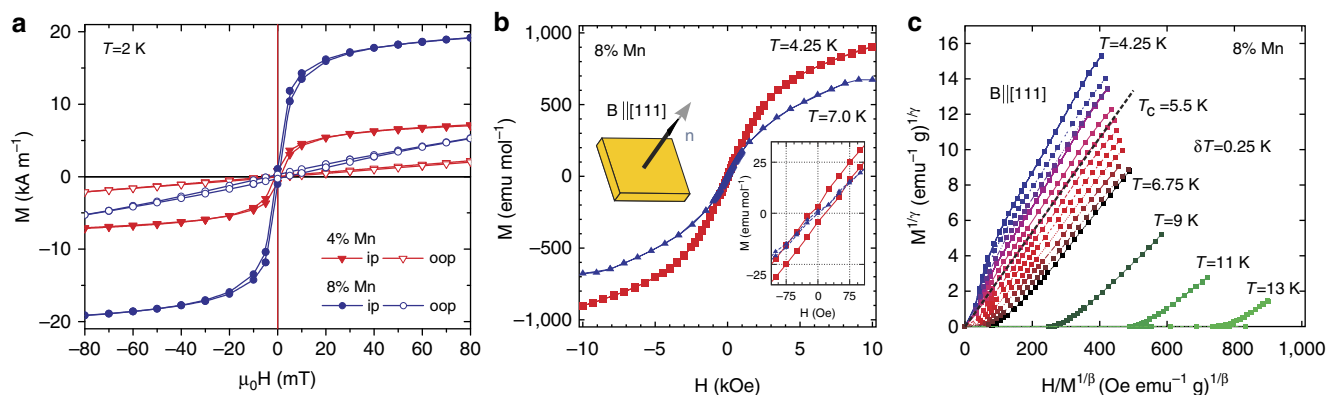 a
T=2 K
M (kA m⁻¹)
20
10
0
−10
−20
4% Mn
ip
oop
8% Mn
ip
oop
−80 −60 −40 −20 0 20 40 60 80
μ₀H (mT)
b
8% Mn
T=4.25 K
T=7.0 K
B ||[111]
n
M (emu mol⁻¹)
1,000
500
0
−500
−1,000
M (emu mol⁻¹)
25
0
−25
−75 0 75
H (Oe)
−10 −5 0 5 10
H (kOe)
c
T=4.25 K
8% Mn
B||[111]
Tc =5.5 K
δT=0.25 K
T=6.75 K
T=9 K
T=11 K
T=13 K
M^1/γ (emu⁻¹ g)^1/γ
16
14
12
10
8
6
4
2
0
0 200 400 600 800 1,000
H/M^1/β (Oe emu⁻¹ g)^1/β